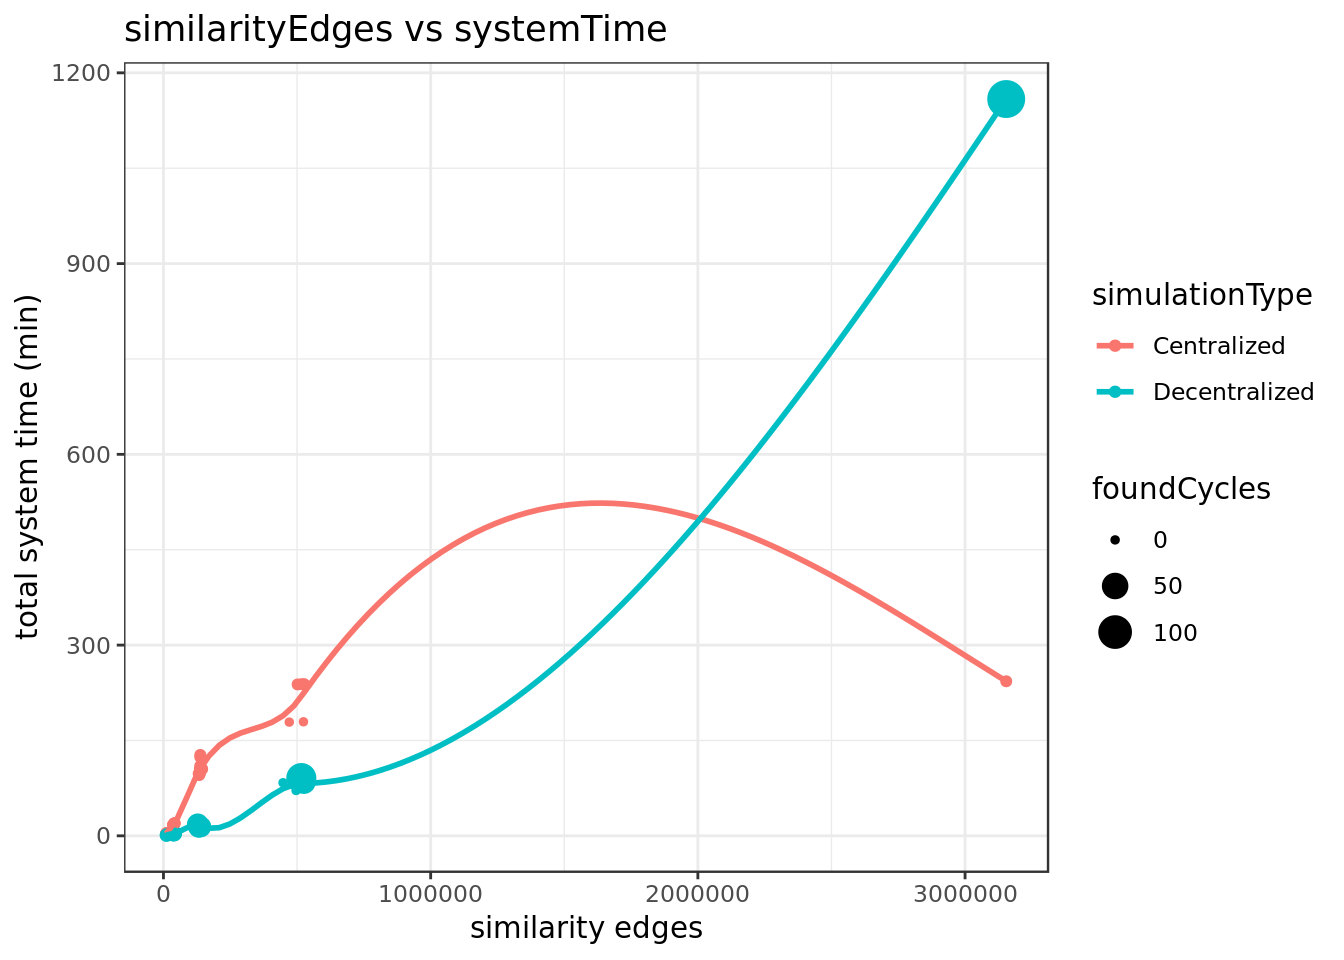 similarityEdges vs systemTime
1200
900
600
300
0
total system time (min)
0
1000000
2000000
3000000
similarity edges
simulationType
Centralized
Decentralized
foundCycles
0
50
100